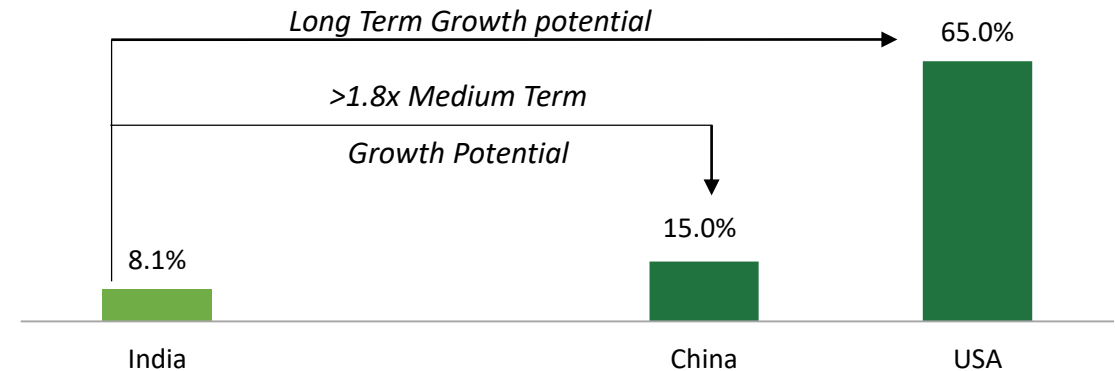 Long Term Growth potential
65.0%
>1.8x Medium Term
Growth Potential
15.0%
8.1%
India
China
USA